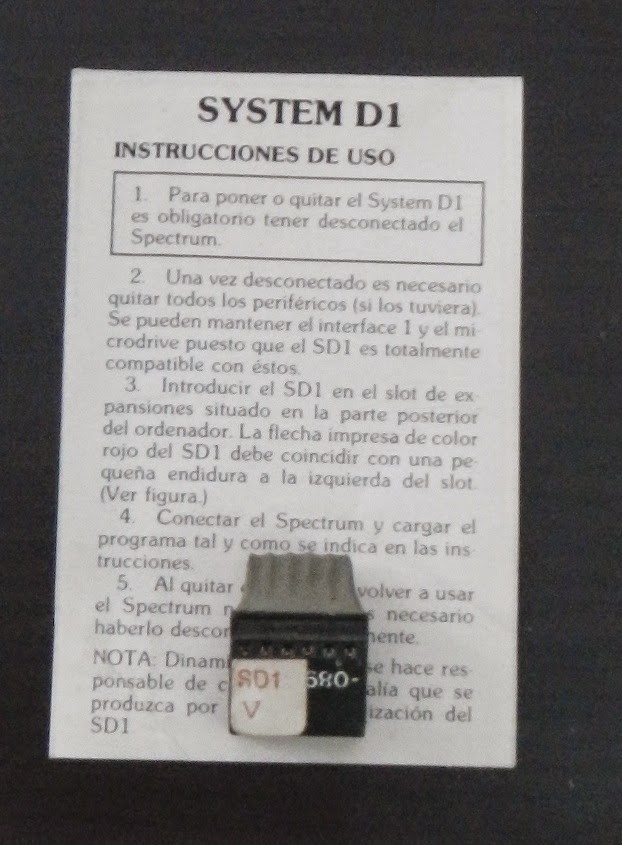 SYSTEM D1
INSTRUCCIONES DE USO
1. Para poner o quitar el System D1
es obligatorio tener desconectado el
Spectrum.
2. Una vez desconectado es necesario
quitar todos los periféricos (si los tuviera).
Se pueden mantener el interface 1 y el mi-
crodrive puesto que el SD1 es totalmente
compatible con éstos.
3. Introducir el SD1 en el slot de ex-
pansiones situado en la parte posterior
del ordenador. La flecha impresa de color
rojo del SD1 debe coincidir con una pe-
queña endidura a la izquierda del slot.
(Ver figura.)
4. Conectar el Spectrum y cargar el
programa tal y como se indica en las ins-
trucciones.
5. Al quitar volver a usar
el Spectrum necesario
haberlo
NOTA: se hace res-
ponsable de que se
produzca por del
SD1
SD1 680-
V